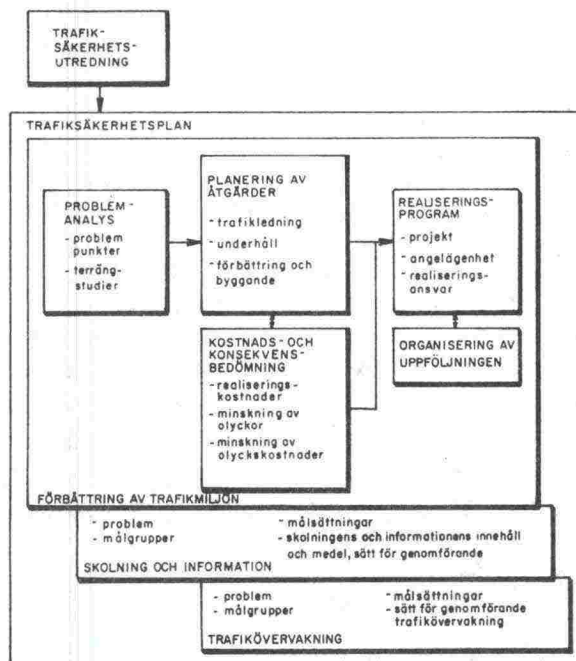 TRAFIK-
SÄKERHETS-
UTREDNING
TRAFIKSÄKERHETSPLAN
PROBLEM-
ANALYS
- problem
punkter
- terräng-
studier
PLANERING AV
ÅTGÄRDER
- trafikledning
- underhåll
- förbättring och
byggande
KOSTNADS- OCH
KONSEKVENS-
BEDÖMNING
- realiserings-
kostnader
- minskning av
olyckor
- minskning av
olyckskostnader
REALISERINGS-
PROGRAM
- projekt
- angelägenhet
- realiserings-
ansvar
ORGANISERING AV
UPPFÖLJNINGEN
FÖRBÄTTRING AV TRAFIKMILJÖN
- problem
- målgrupper
- målsättningar
- skolningens och informationens innehåll
och medel, sätt för genomförande
SKOLNING OCH INFORMATION
- problem
- målgrupper
- målsättningar
- sätt för genomförande
trafikövervakning
TRAFIKÖVERVAKNING